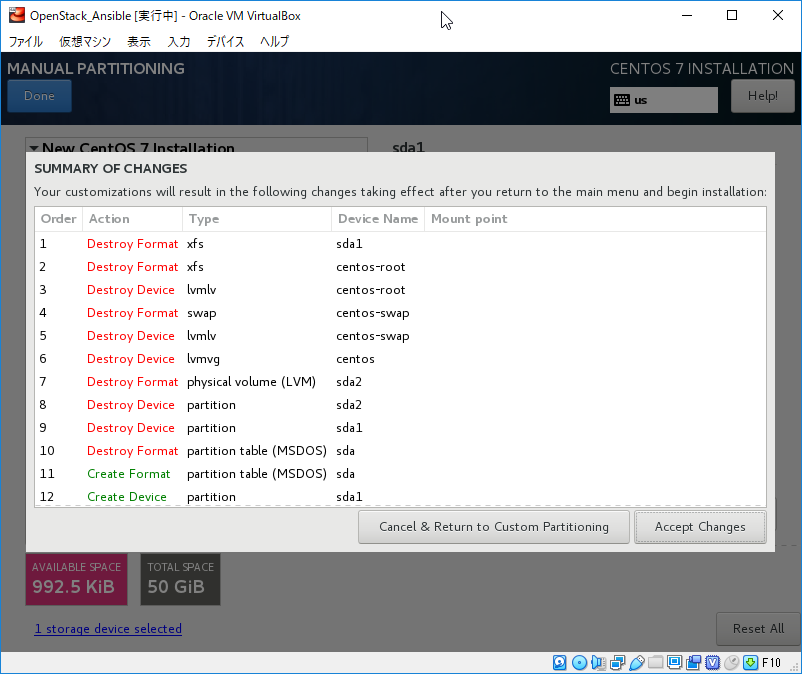 OpenStack_Ansible [実行中] - Oracle VM VirtualBox
ファイル 仮想マシン 表示 入力 デバイス ヘルプ
MANUAL PARTITIONING
CENTOS 7 INSTALLATION
Done
us
Help!
New CentOS 7 Installation
sda1
SUMMARY OF CHANGES
Your customizations will result in the following changes taking effect after you return to the main menu and begin installation:
Order Action Type Device Name Mount point
1 Destroy Format xfs sda1
2 Destroy Format xfs centos-root
3 Destroy Device lvmlv centos-root
4 Destroy Format swap centos-swap
5 Destroy Device lvmlv centos-swap
6 Destroy Device lvmvg centos
7 Destroy Format physical volume (LVM) sda2
8 Destroy Device partition sda2
9 Destroy Device partition sda1
10 Destroy Format partition table (MSDOS) sda
11 Create Format partition table (MSDOS) sda
12 Create Device partition sda1
Cancel & Return to Custom Partitioning
Accept Changes
AVAILABLE SPACE
992.5 KiB
TOTAL SPACE
50 GiB
1 storage device selected
Reset All
F10